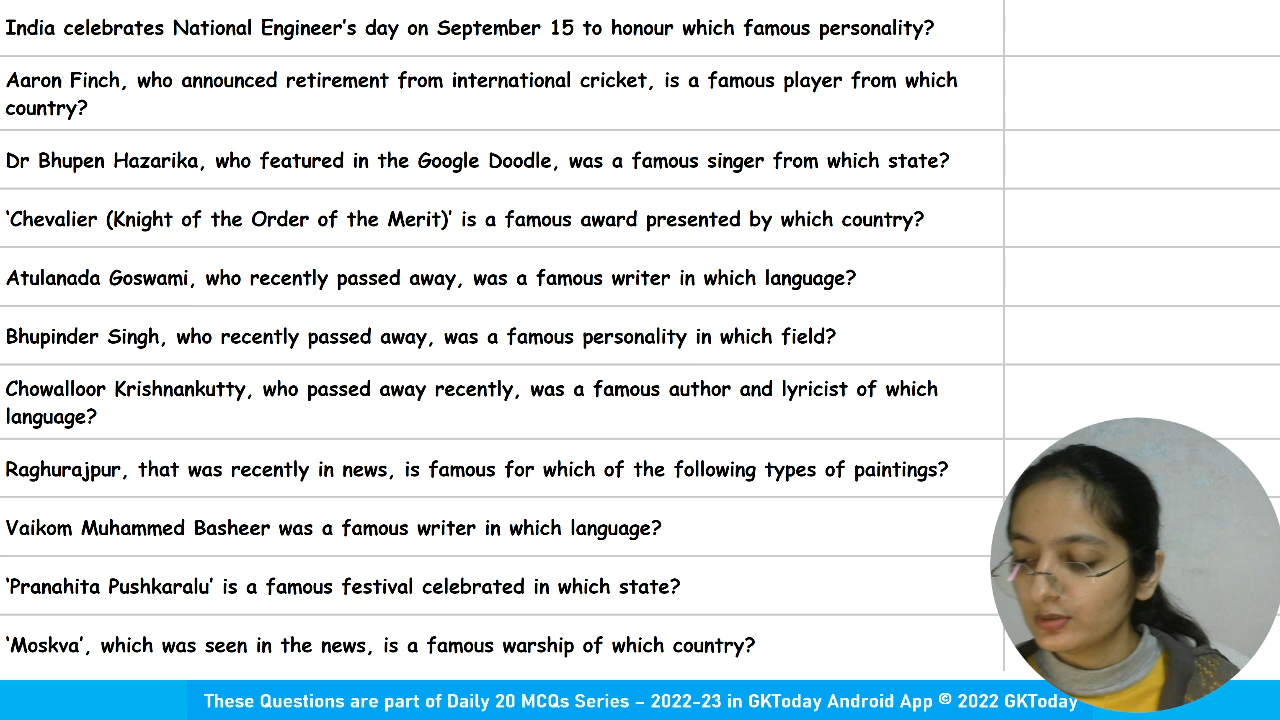 India celebrates National Engineer's day on September 15 to honour which famous personality?
Aaron Finch, who announced retirement from international cricket, is a famous player from which
country?
Dr Bhupen Hazarika, who featured in the Google Doodle, was a famous singer from which state?
‘Chevalier (Knight of the Order of the Merit)’ is a famous award presented by which country?
Atulanada Goswami, who recently passed away, was a famous writer in which language?
Bhupinder Singh, who recently passed away, was a famous personality in which field?
Chowalloor Krishnankutty, who passed away recently, was a famous author and lyricist of which
language?
Raghurajpur, that was recently in news, is famous for which of the following types of paintings?
Vaikom Muhammed Basheer was a famous writer in which language?
‘Pranahita Pushkaralu’ is a famous festival celebrated in which state?
‘Moskva’, which was seen in the news, is a famous warship of which country?
These Questions are part of Daily 20 MCQs Series – 2022-23 in GKToday Android App © 2022 GKToday